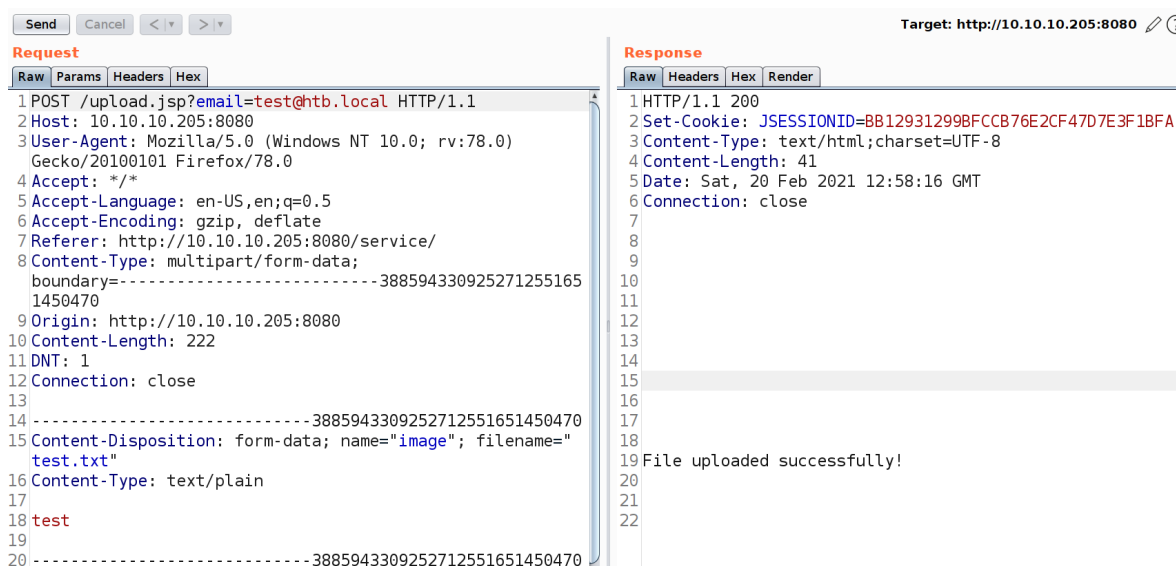 Send Cancel < > Target: http://10.10.10.205:8080
Request
Raw Params Headers Hex
1 POST /upload.jsp?email=test@htb.local HTTP/1.1
2 Host: 10.10.10.205:8080
3 User-Agent: Mozilla/5.0 (Windows NT 10.0; rv:78.0)
Gecko/20100101 Firefox/78.0
4 Accept: */*
5 Accept-Language: en-US,en;q=0.5
6 Accept-Encoding: gzip, deflate
7 Referer: http://10.10.10.205:8080/service/
8 Content-Type: multipart/form-data;
boundary=---------------------------388594330925271255165
1450470
9 Origin: http://10.10.10.205:8080
10 Content-Length: 222
11 DNT: 1
12 Connection: close
13
14 -----------------------------3885943309252712551651450470
15 Content-Disposition: form-data; name="image"; filename="
test.txt"
16 Content-Type: text/plain
17
18 test
19
20 -----------------------------3885943309252712551651450470
Response
Raw Headers Hex Render
1 HTTP/1.1 200
2 Set-Cookie: JSESSIONID=BB12931299BFCCB76E2CF47D7E3F1BFA
3 Content-Type: text/html;charset=UTF-8
4 Content-Length: 41
5 Date: Sat, 20 Feb 2021 12:58:16 GMT
6 Connection: close
7
8
9
10
11
12
13
14
15
16
17
18
19 File uploaded successfully!
20
21
22